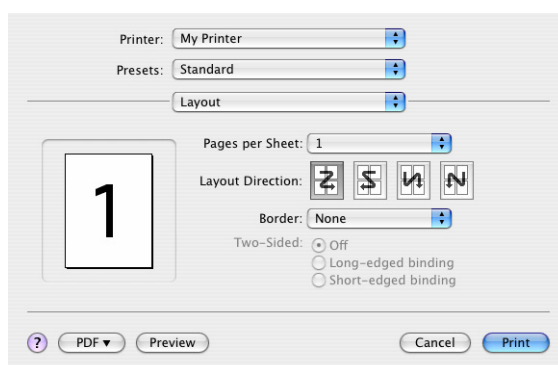 Printer: My Printer
Presets: Standard
Layout
Pages per Sheet: 1
Layout Direction:
Border: None
Two-Sided: Off
Long-edged binding
Short-edged binding
1
? PDF▼ Preview Cancel Print